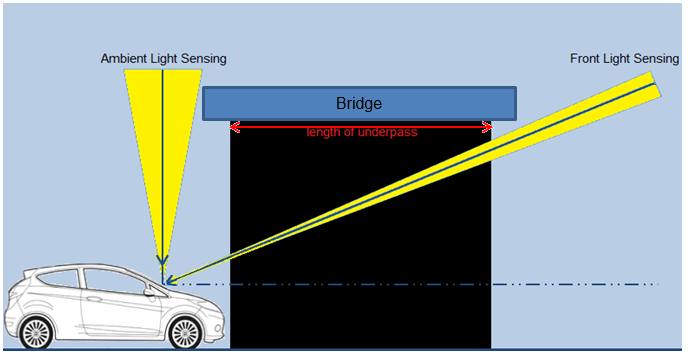 Ambient Light Sensing
Front Light Sensing
Bridge
length of underpass